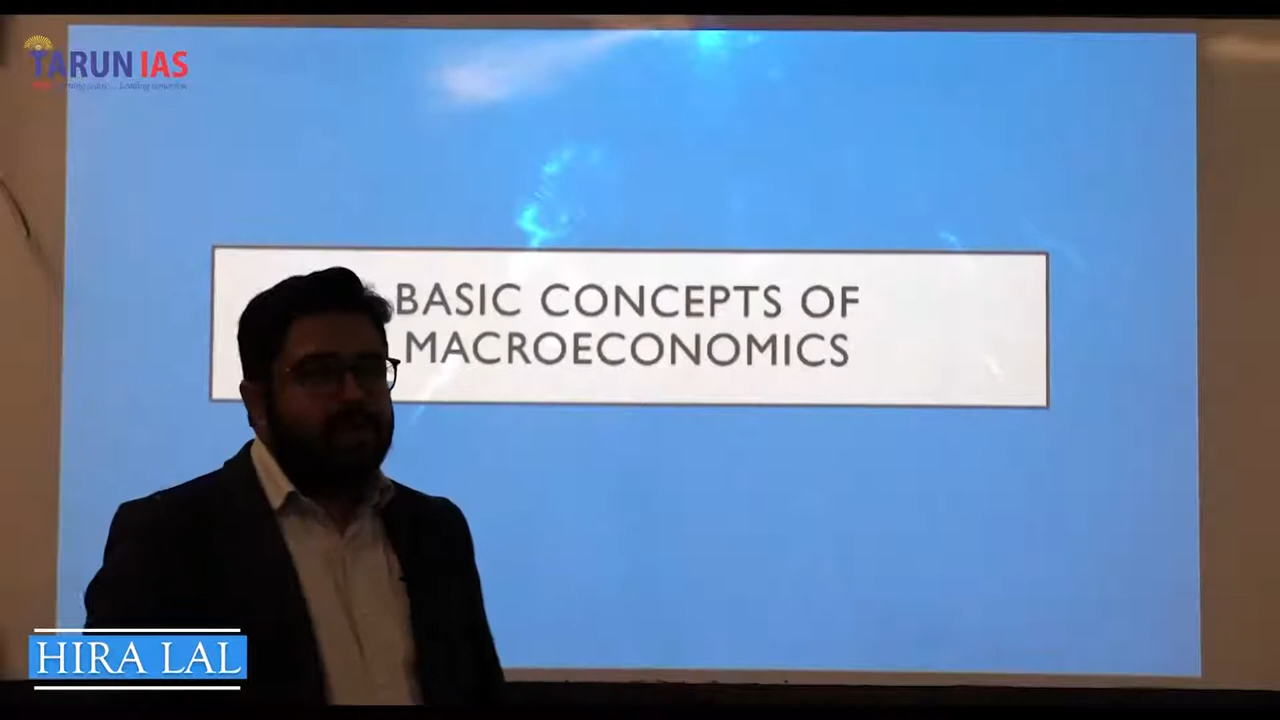 TARUN IAS
BASIC CONCEPTS OF
MACROECONOMICS
HIRA LAL